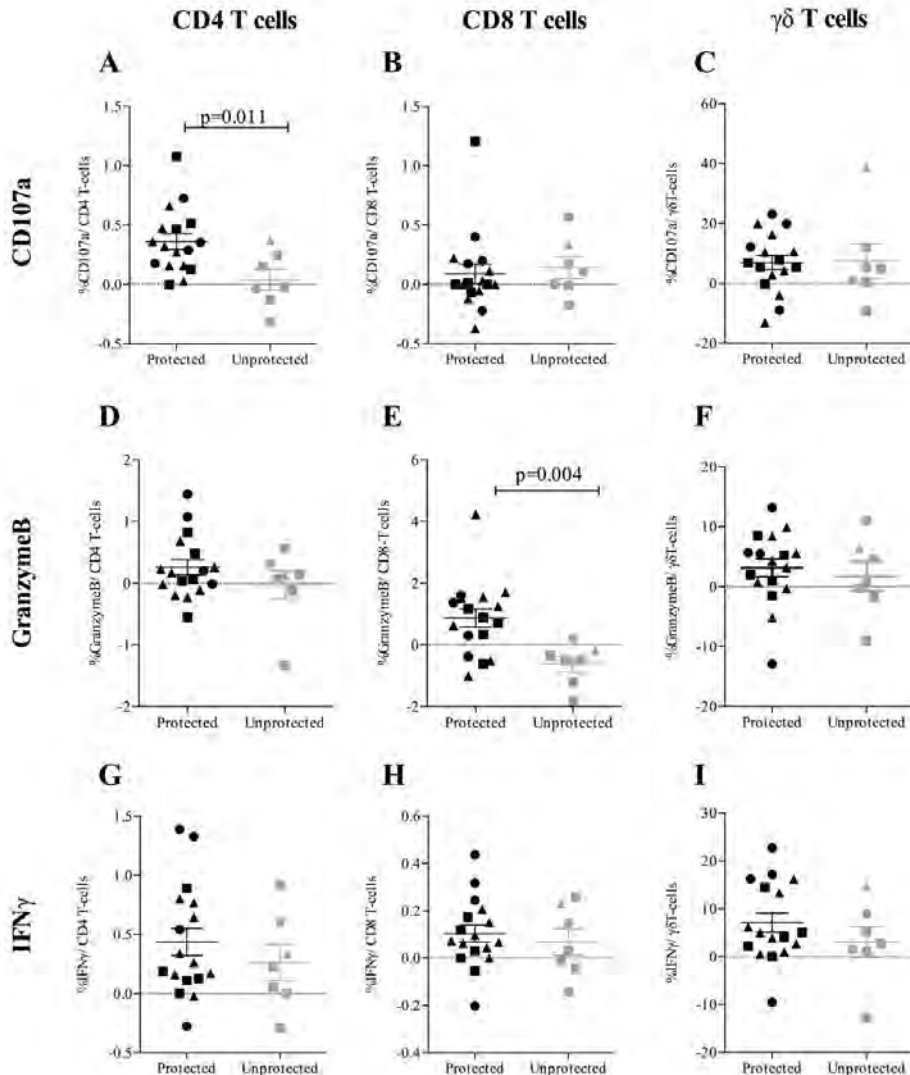 CD4 T cells CD8 T cells γδ T cells
A B C
CD107a
%CD107a/ CD4 T-cells
1.5
1.0
0.5
0.0
-0.5
p=0.011
Protected Unprotected
%CD107a/ CD8 T-cells
1.5
1.0
0.5
0.0
-0.5
Protected Unprotected
%CD107a/ γδT-cells
60
40
20
0
-20
Protected Unprotected
D E F
GranzymeB
%GranzymeB/ CD4 T-cells
2
1
0
-1
-2
Protected Unprotected
%GranzymeB/ CD8-T cells
6
4
2
0
-2
p=0.004
Protected Unprotected
%GranzymeB/ γδT-cells
20
10
0
-10
-20
Protected Unprotected
G H I
IFNγ
%IFNγ/ CD4 T-cells
1.5
1.0
0.5
0.0
-0.5
Protected Unprotected
%IFNγ/ CD8 T-cells
0.6
0.4
0.2
0.0
-0.2
-0.4
Protected Unprotected
%IFNγ/ γδT-cells
30
20
10
0
-10
-20
Protected Unprotected